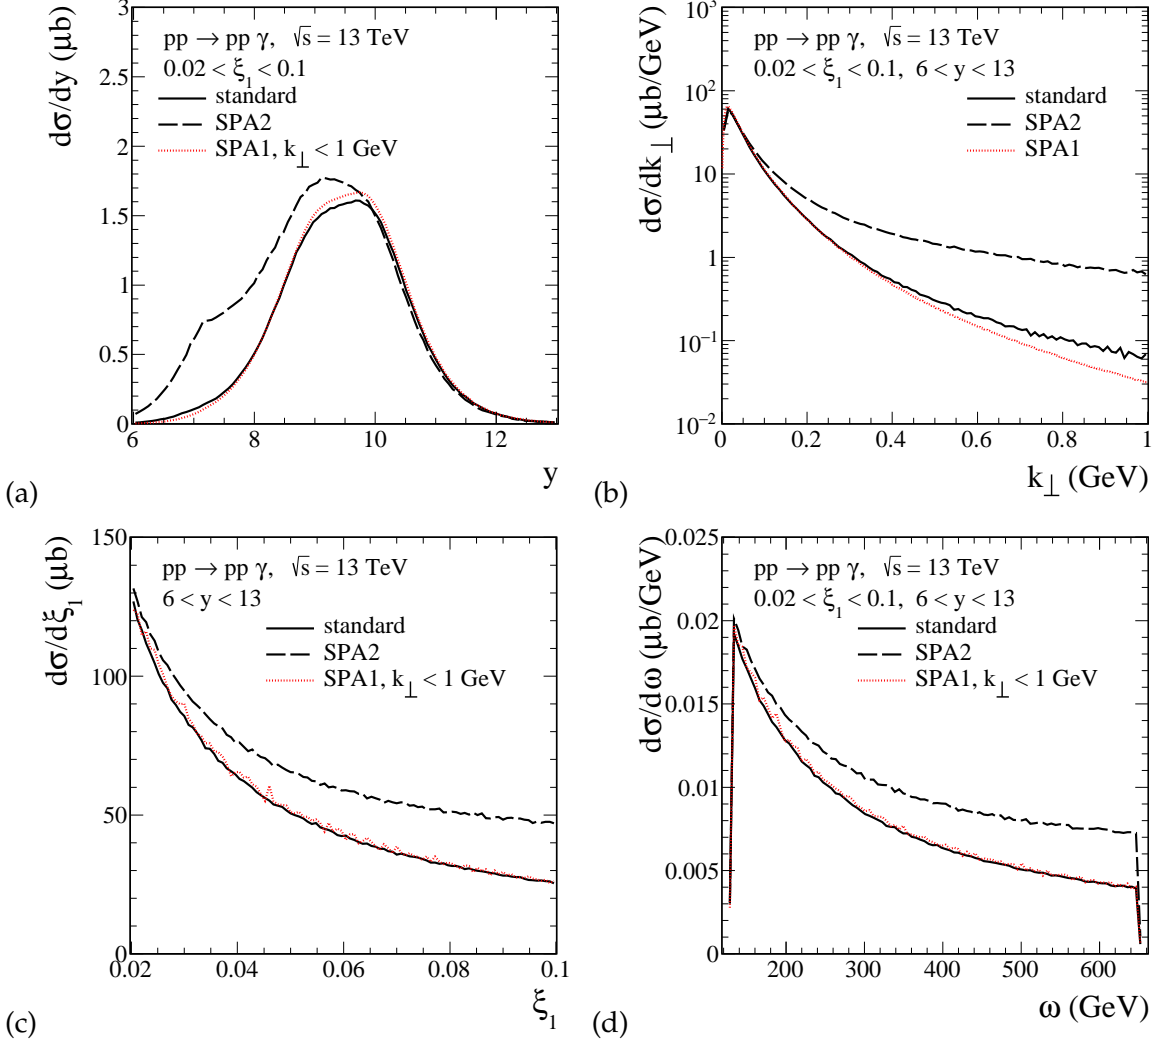 dσ/dy (μb)
3
2.5
2
1.5
1
0.5
0
pp → pp γ, √s = 13 TeV
0.02 < ξ₁ < 0.1
standard
SPA2
SPA1, k⊥ < 1 GeV
6 8 10 12
y
(a)
dσ/dk⊥ (μb/GeV)
10³
10²
10
1
10⁻¹
10⁻²
pp → pp γ, √s = 13 TeV
0.02 < ξ₁ < 0.1, 6 < y < 13
standard
SPA2
SPA1
0 0.2 0.4 0.6 0.8 1
k⊥ (GeV)
(b)
dσ/dξ₁ (μb)
150
100
50
0
pp → pp γ, √s = 13 TeV
6 < y < 13
standard
SPA2
SPA1, k⊥ < 1 GeV
0.02 0.04 0.06 0.08 0.1
ξ₁
(c)
dσ/dω (μb/GeV)
0.025
0.02
0.015
0.01
0.005
0
pp → pp γ, √s = 13 TeV
0.02 < ξ₁ < 0.1, 6 < y < 13
standard
SPA2
SPA1, k⊥ < 1 GeV
200 300 400 500 600
ω (GeV)
(d)